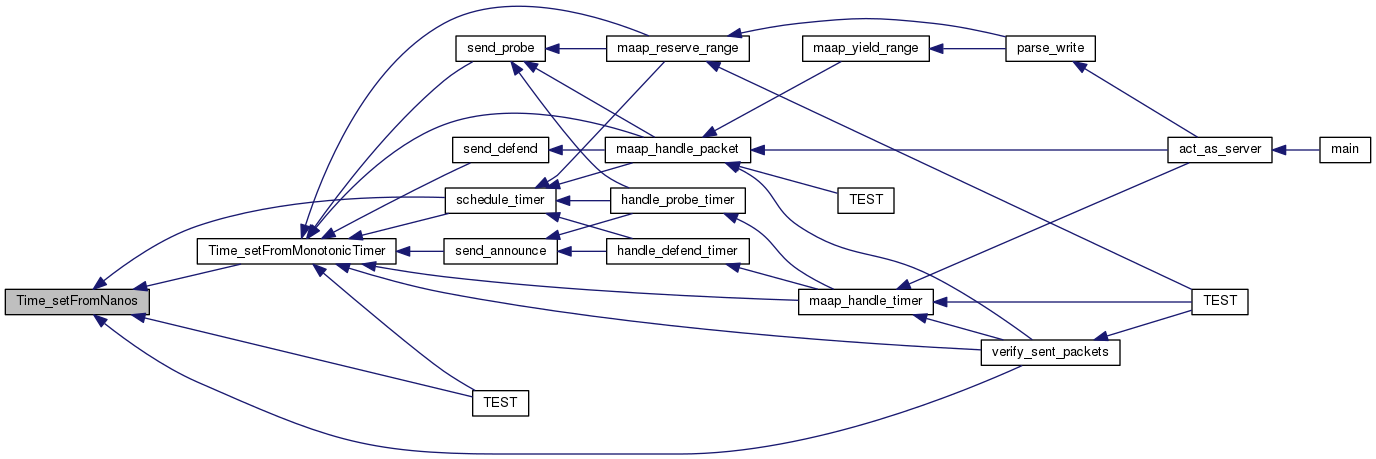 send_probe
maap_reserve_range
maap_yield_range
parse_write
send_defend
maap_handle_packet
act_as_server
main
schedule_timer
handle_probe_timer
TEST
Time_setFromMonotonicTimer
send_announce
handle_defend_timer
Time_setFromNanos
maap_handle_timer
TEST
verify_sent_packets
TEST